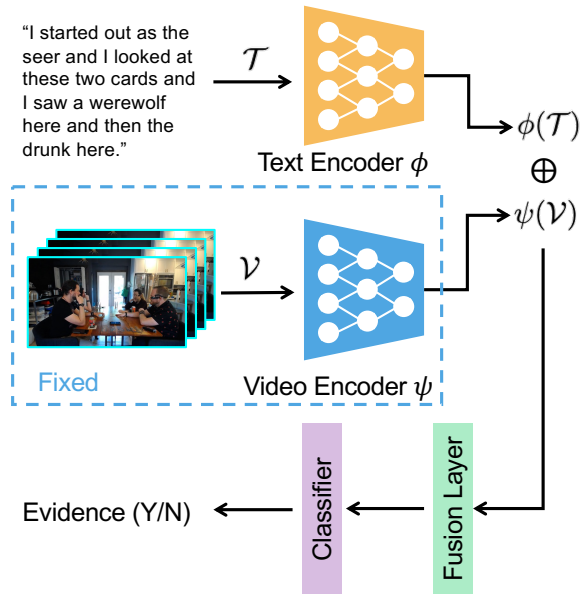 “I started out as the
seer and I looked at
these two cards and
I saw a werewolf
here and then the
drunk here.”
𝒯
Text Encoder ϕ
ϕ(𝒯)
⊕
ψ(𝒱)
𝒱
Fixed
Video Encoder ψ
Evidence (Y/N)
Classifier
Fusion Layer